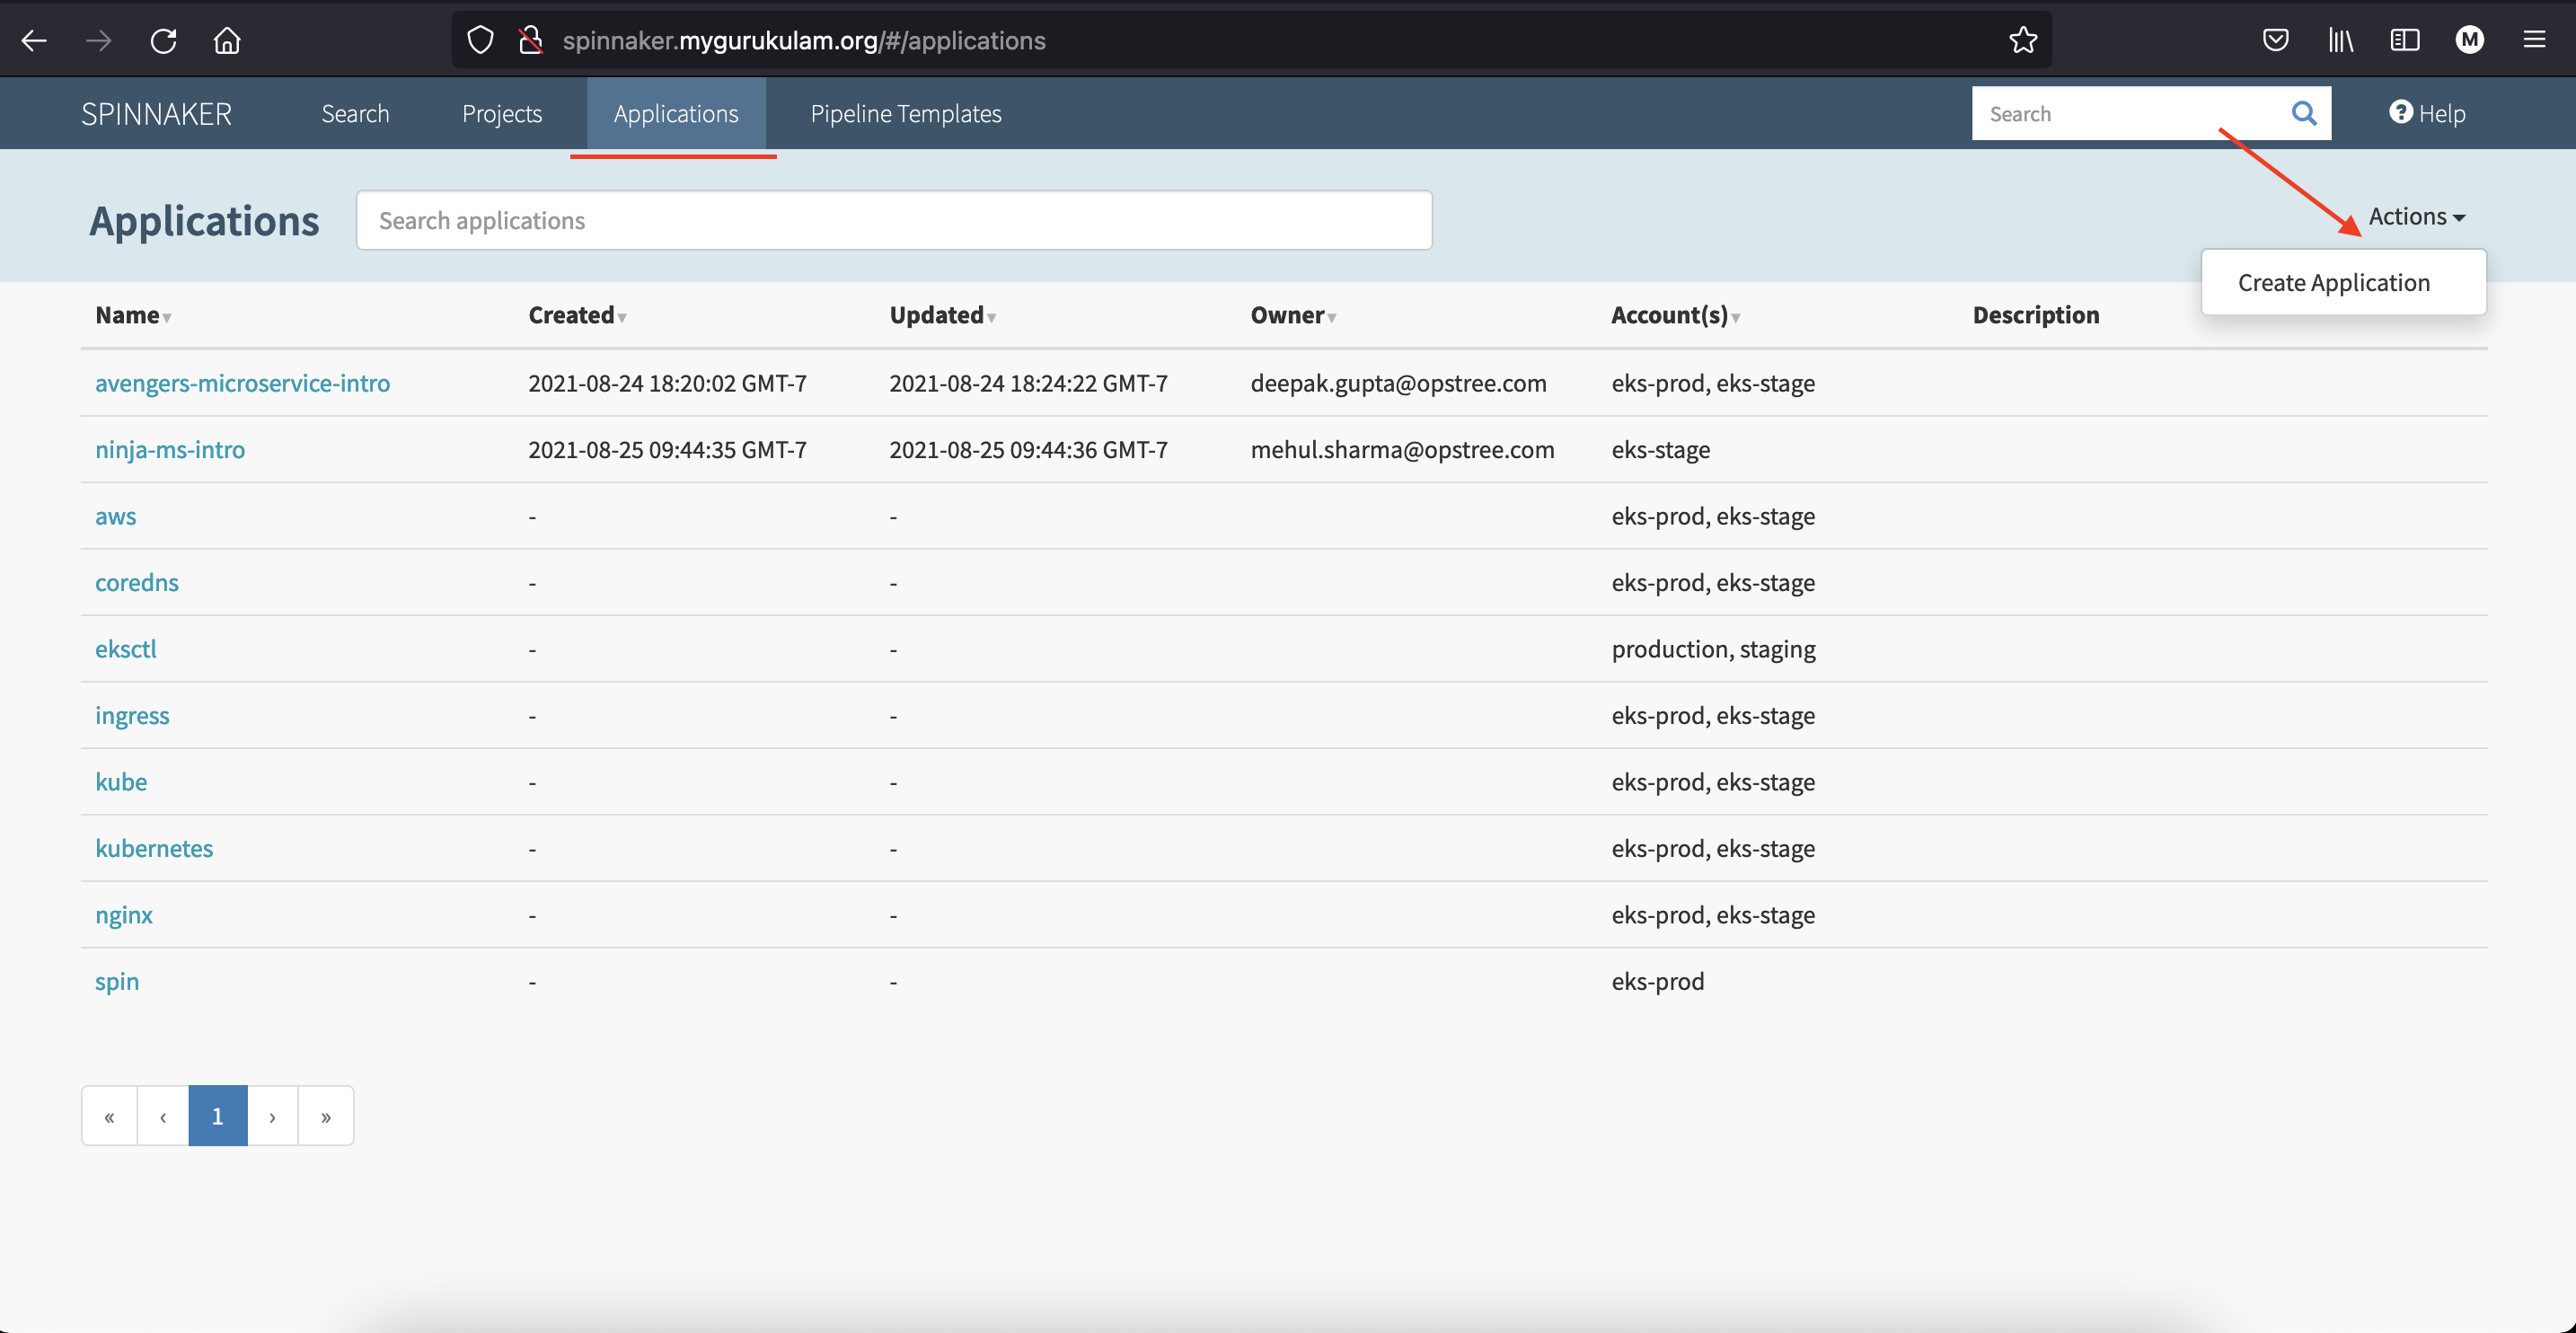 spinnaker.mygurukulam.org/#/applications
M
SPINNAKER Search Projects Applications Pipeline Templates Search Help
Applications Search applications Actions
Create Application
Name Created Updated Owner Account(s) Description
avengers-microservice-intro 2021-08-24 18:20:02 GMT-7 2021-08-24 18:24:22 GMT-7 deepak.gupta@opstree.com eks-prod, eks-stage
ninja-ms-intro 2021-08-25 09:44:35 GMT-7 2021-08-25 09:44:36 GMT-7 mehul.sharma@opstree.com eks-stage
aws - - eks-prod, eks-stage
coredns - - eks-prod, eks-stage
eksctl - - production, staging
ingress - - eks-prod, eks-stage
kube - - eks-prod, eks-stage
kubernetes - - eks-prod, eks-stage
nginx - - eks-prod, eks-stage
spin - - eks-prod
« ‹ 1 › »